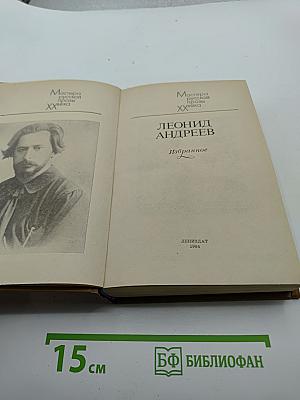 Мастера
русской
прозы
XX века
Мастера
русской
прозы
XX века
ЛЕОНИД
АНДРЕЕВ
Избранное
ЛЕНИЗДАТ
1984
15 см
БФ БИБЛИОФАН